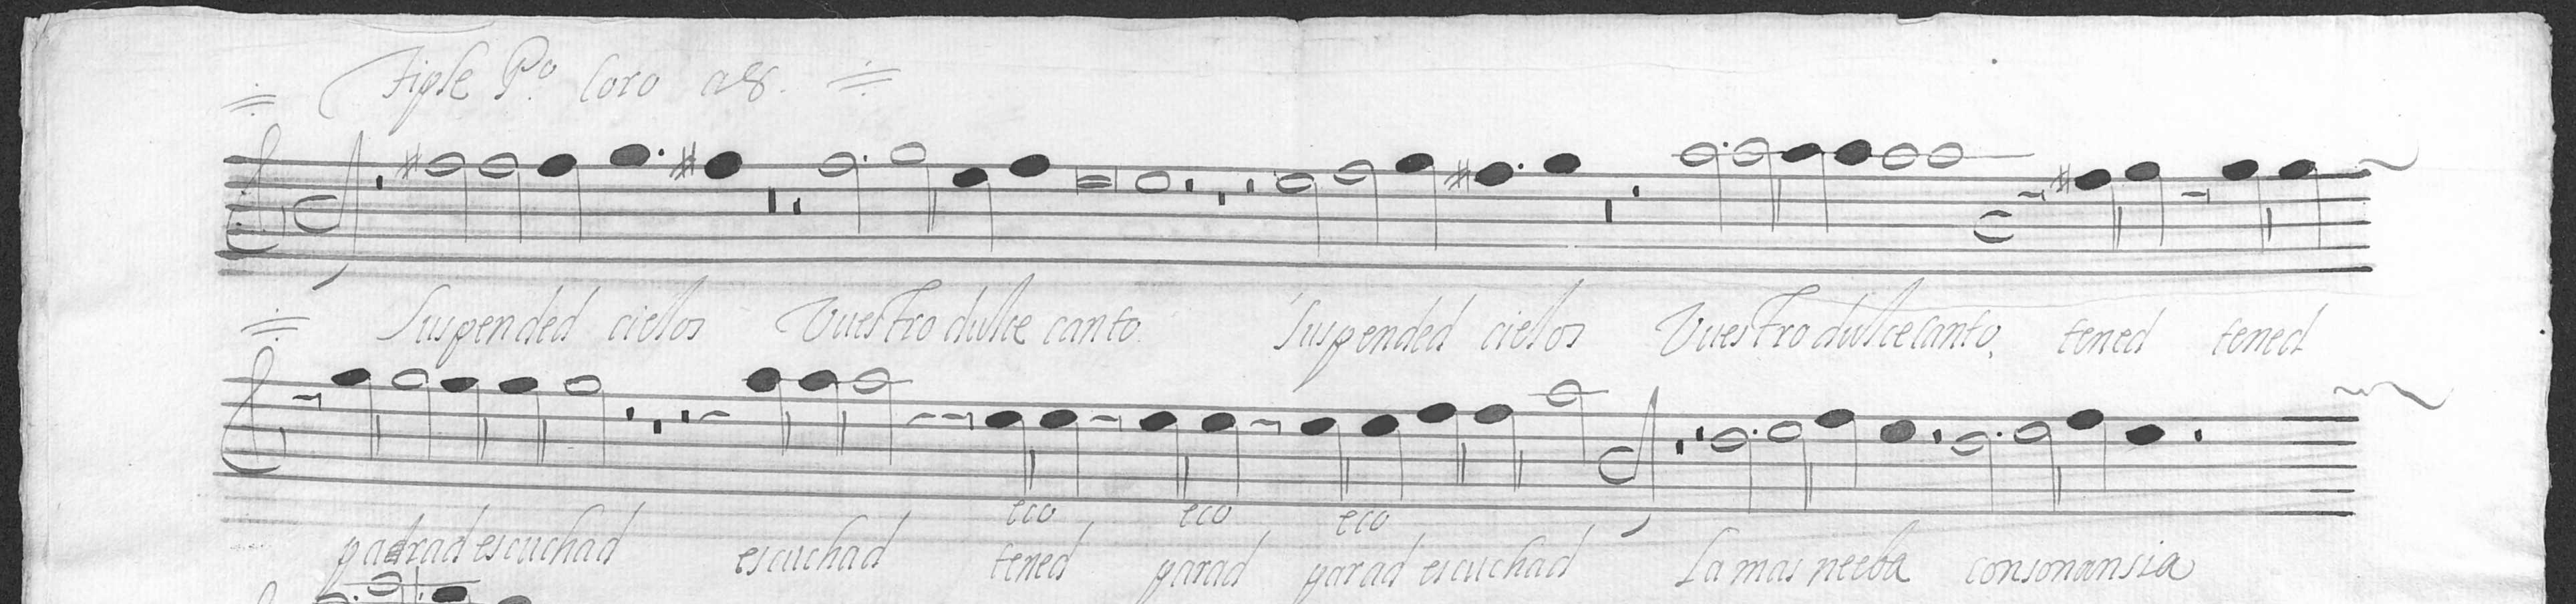 Tiple Pº Coro a 8.
Suspended cielos Vuestro dulce canto. Suspended cielos Vuestro dulce canto, tened tened
eco eco eco
parad escuchad escuchad tened parad parad escuchad La mas neeba consonansia